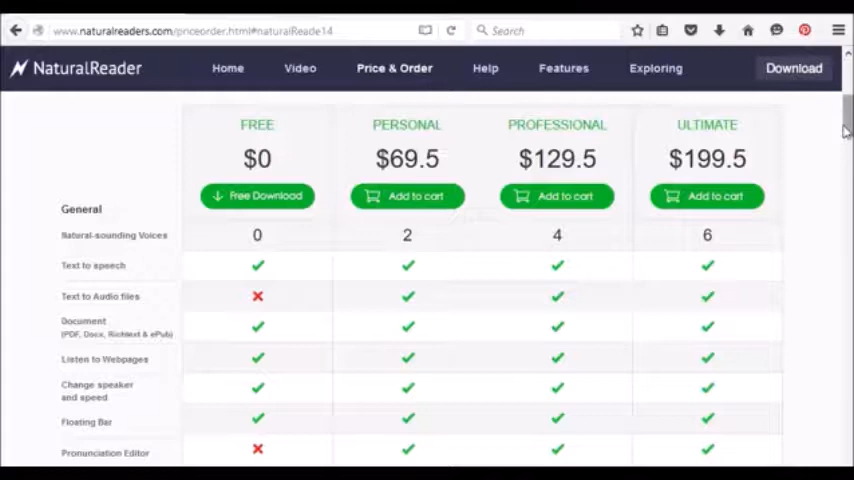 www.naturalreaders.com/priceorder.html#naturalReade14
Search
NaturalReader
Home Video Price & Order Help Features Exploring Download
FREE PERSONAL PROFESSIONAL ULTIMATE
$0 $69.5 $129.5 $199.5
Free Download Add to cart Add to cart Add to cart
General
Natural-sounding Voices 0 2 4 6
Text to speech
Text to Audio files
Document
(PDF, Docx, Richtext & ePub)
Listen to Webpages
Change speaker
and speed
Floating Bar
Pronunciation Editor